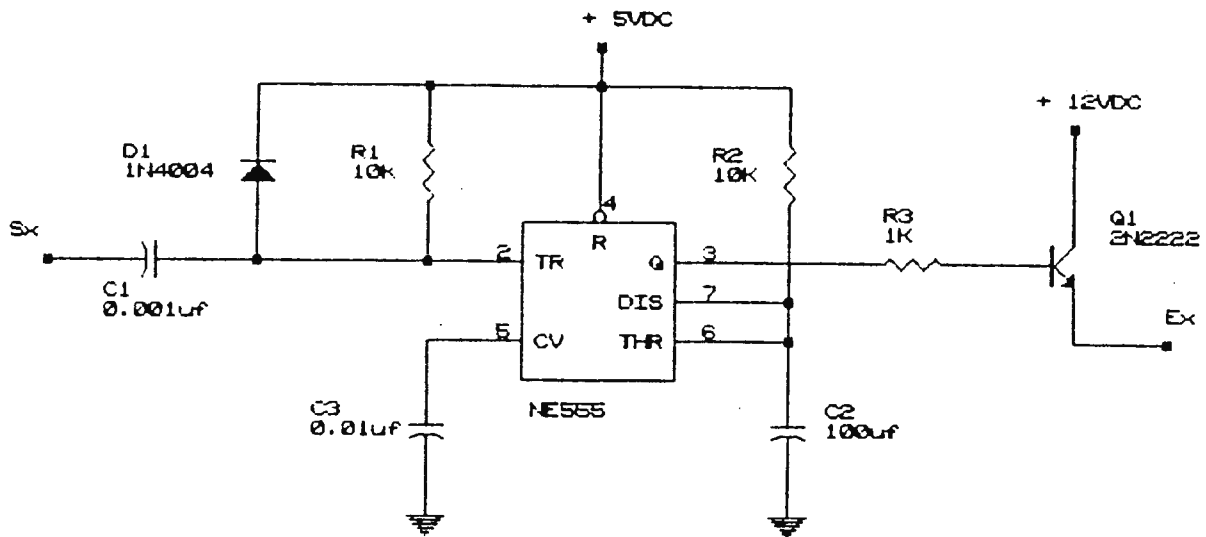 + 5VDC
+ 12VDC
D1
1N4004
R1
10K
R2
10K
4
R3
1K
Q1
2N2222
Sx
2
TR
R
Q
3
C1
0.001uf
DIS
7
Ex
5
CV
THR
6
NE555
C3
0.01uf
C2
100uf